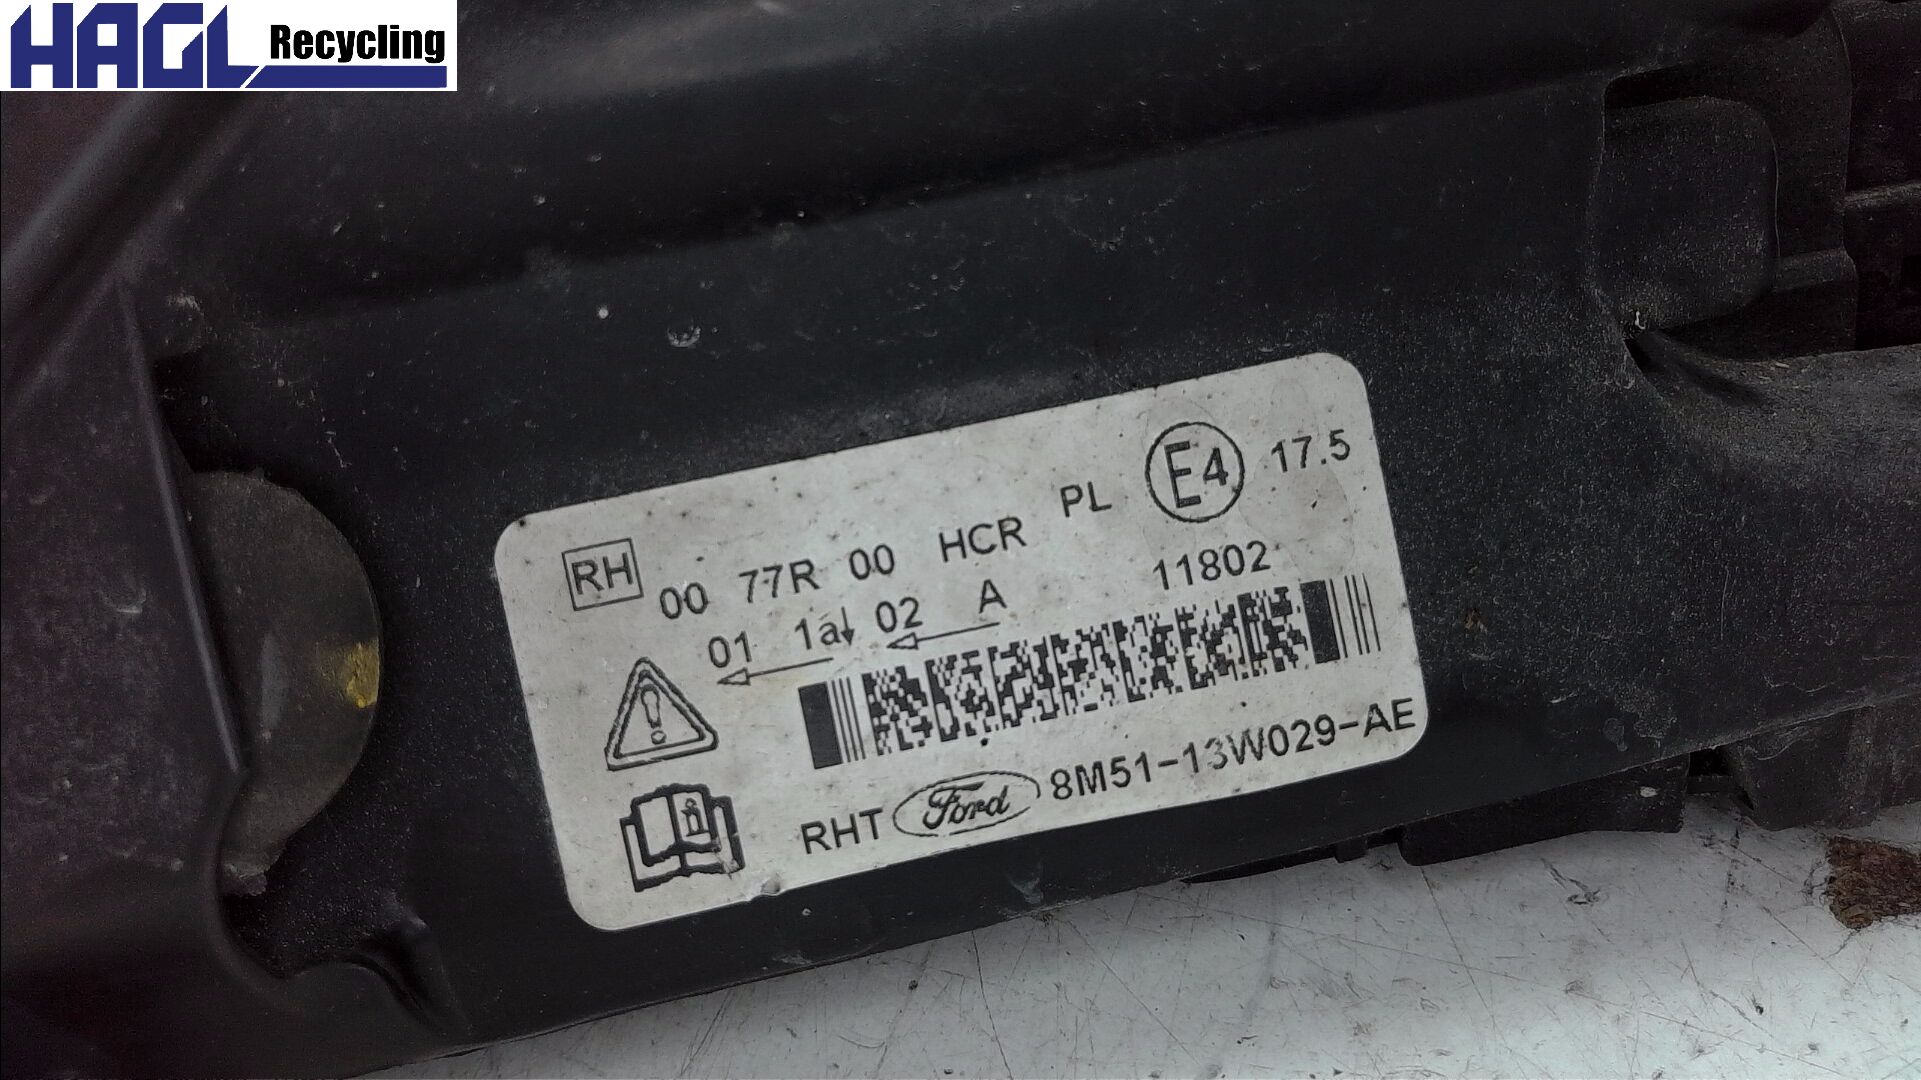 HAGL Recycling
RH 00 77R 00 HCR PL E4 17.5
01 1a 02 A 11802
RHT Ford 8M51-13W029-AE